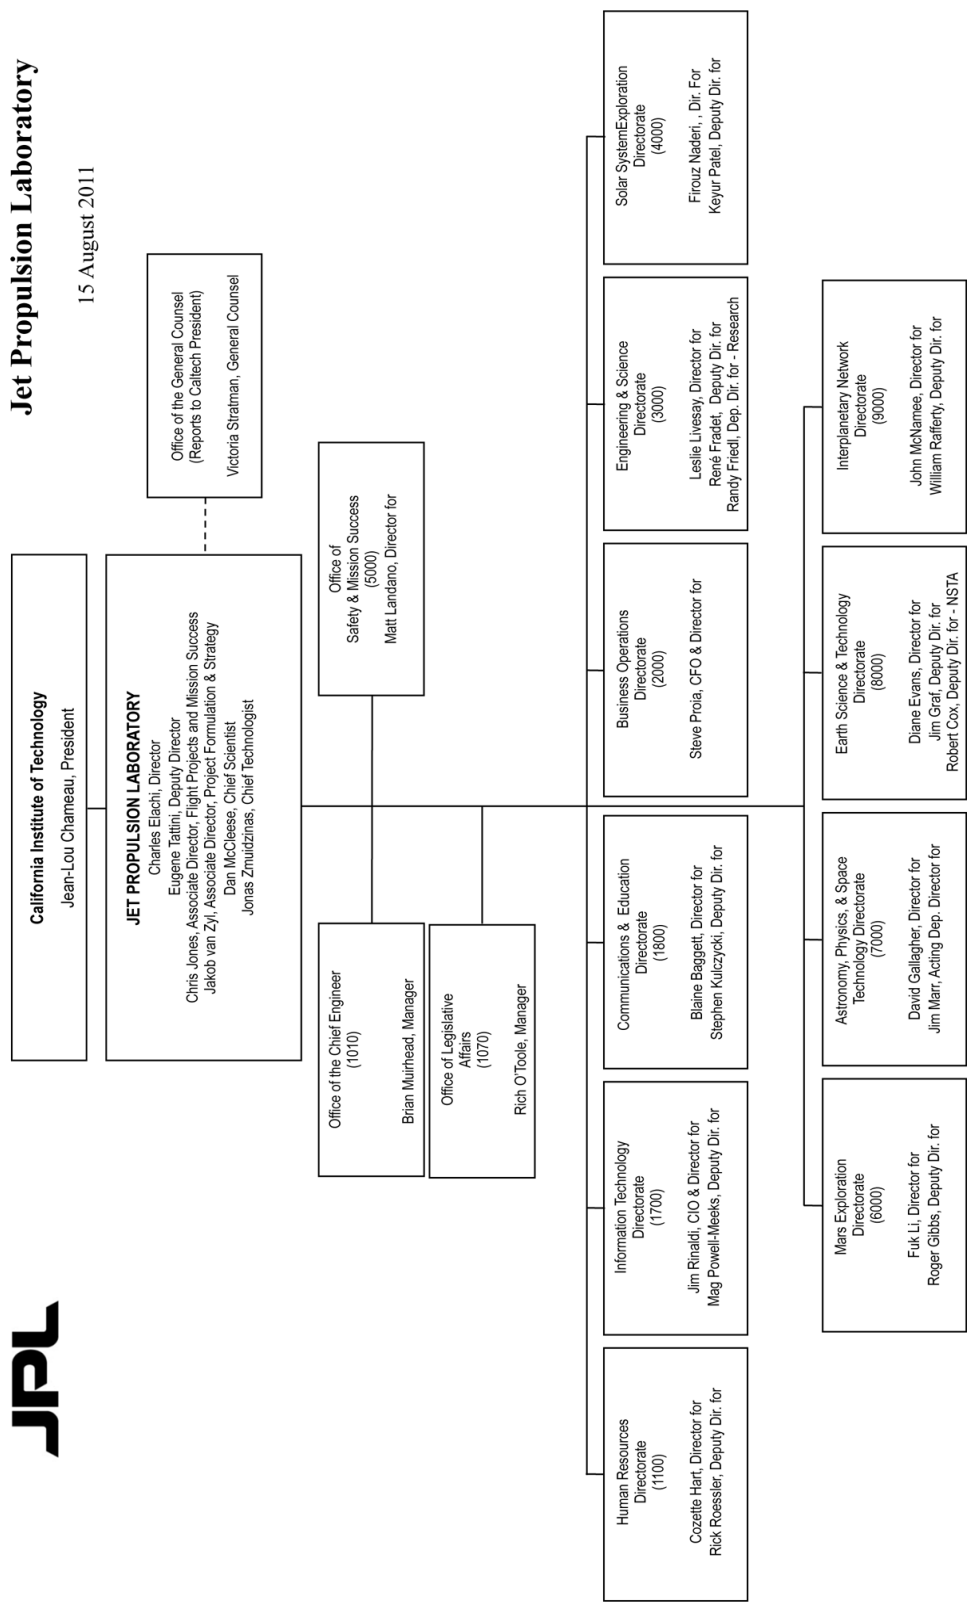 JPL
Jet Propulsion Laboratory
15 August 2011
California Institute of Technology
Jean-Lou Chameau, President
JET PROPULSION LABORATORY
Charles Elachi, Director
Eugene Tattini, Deputy Director
Chris Jones, Associate Director, Flight Projects and Mission Success
Jakob van Zyl, Associate Director, Project Formulation & Strategy
Dan McCleese, Chief Scientist
Jonas Zmuidzinas, Chief Technologist
Office of the General Counsel
(Reports to Caltech President)
Victoria Stratman, General Counsel
Office of the Chief Engineer
(1010)
Brian Muirhead, Manager
Office of
Safety & Mission Success
(5000)
Matt Landano, Director for
Office of Legislative
Affairs
(1070)
Rich O'Toole, Manager
Human Resources
Directorate
(1100)
Cozette Hart, Director for
Rick Roessler, Deputy Dir. for
Information Technology
Directorate
(1700)
Jim Rinaldi, CIO & Director for
Mag Powell-Meeks, Deputy Dir. for
Communications & Education
Directorate
(1800)
Blaine Baggett, Director for
Stephen Kulczycki, Deputy Dir. for
Business Operations
Directorate
(2000)
Steve Proia, CFO & Director for
Engineering & Science
Directorate
(3000)
Leslie Livesay, Director for
René Fradet, Deputy Dir. for
Randy Friedl, Dep. Dir. for - Research
Solar SystemExploration
Directorate
(4000)
Firouz Naderi, , Dir. For
Keyur Patel, Deputy Dir. for
Mars Exploration
Directorate
(6000)
Fuk Li, Director for
Roger Gibbs, Deputy Dir. for
Astronomy, Physics, & Space
Technology Directorate
(7000)
David Gallagher, Director for
Jim Marr, Acting Dep. Director for
Earth Science & Technology
Directorate
(8000)
Diane Evans, Director for
Jim Graf, Deputy Dir. for
Robert Cox, Deputy Dir. for - NSTA
Interplanetary Network
Directorate
(9000)
John McNamee, Director for
William Rafferty, Deputy Dir. for